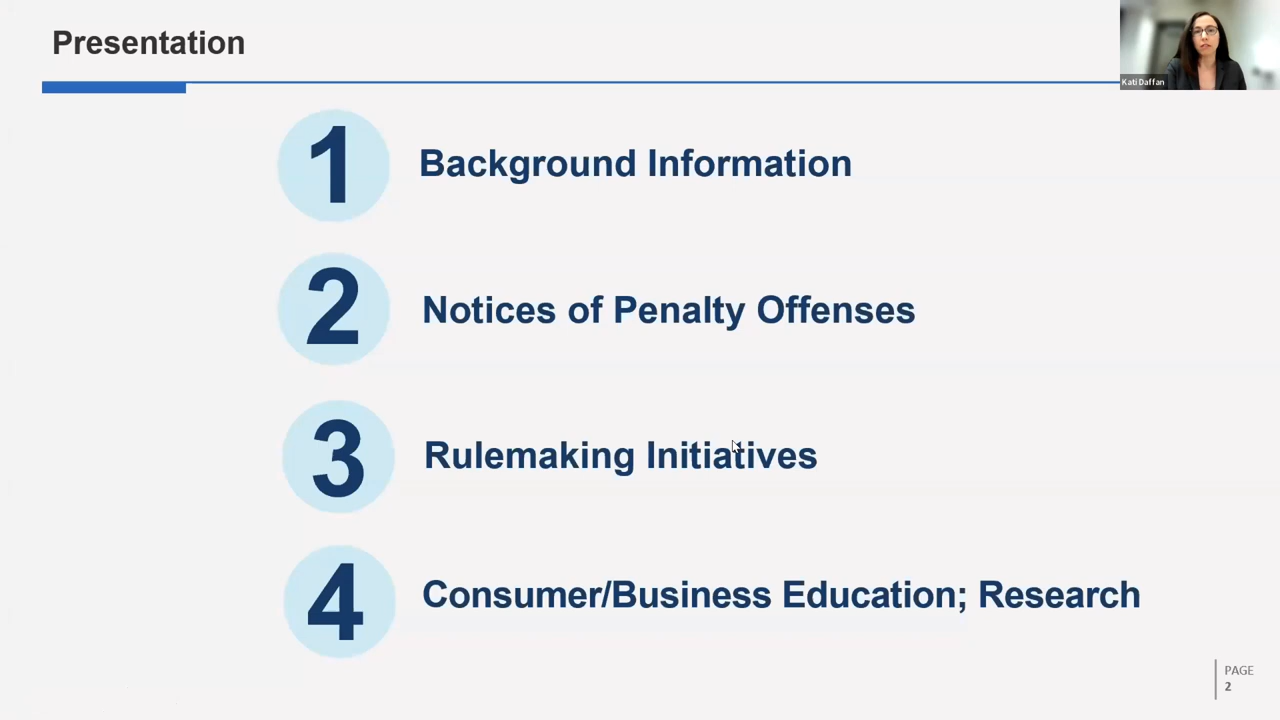 Presentation
Kati Daffan
1 Background Information
2 Notices of Penalty Offenses
3 Rulemaking Initiatives
4 Consumer/Business Education; Research
PAGE
2